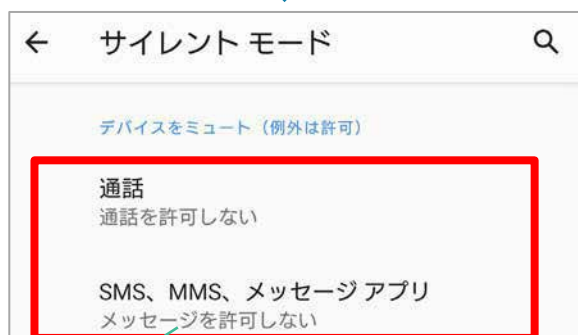 サイレント モード
デバイスをミュート（例外は許可）
通話
通話を許可しない
SMS、MMS、メッセージ アプリ
メッセージを許可しない